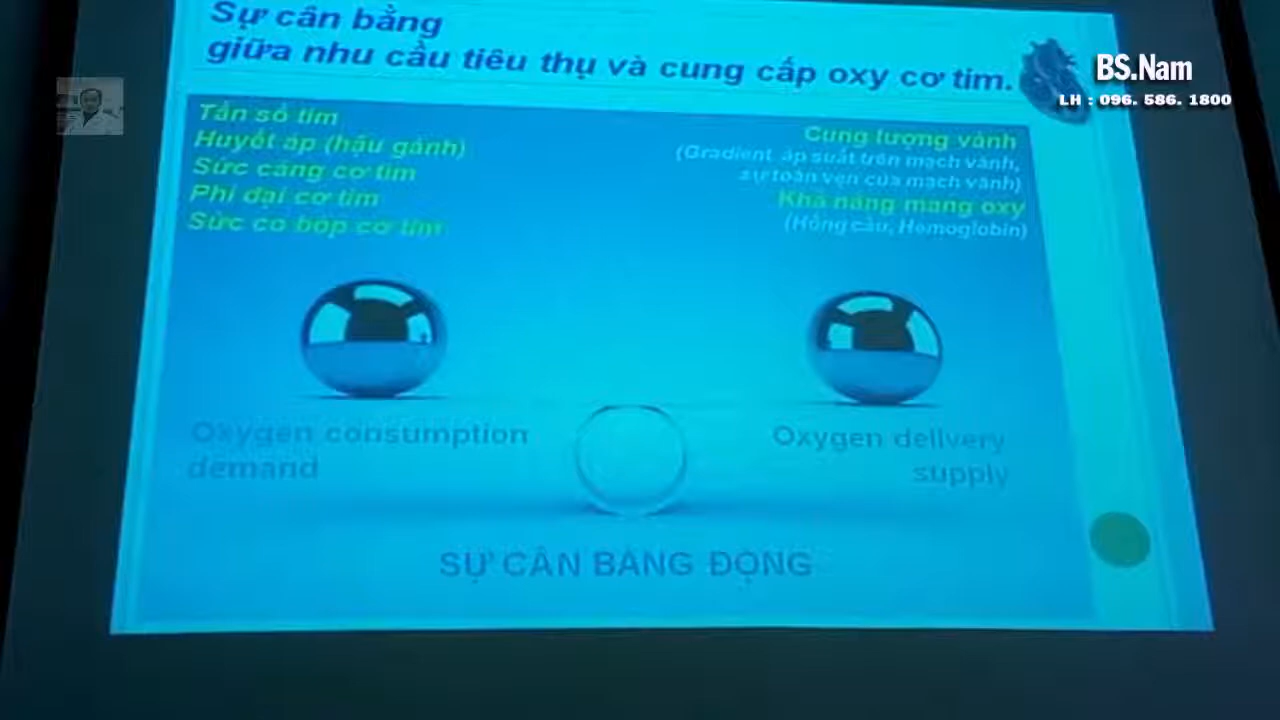 Sự cân bằng
giữa nhu cầu tiêu thụ và cung cấp oxy cơ tim.
BS.Nam
LH : 096. 586. 1800
Tần số tim
Huyết áp (hậu gánh)
Sức căng cơ tim
Phì đại cơ tim
Sức co bóp cơ tim
Cung lượng vành
(Gradient áp suất trên mạch vành,
sự toàn vẹn của mạch vành)
Khả năng mang oxy
(Hồng cầu, Hemoglobin)
Oxygen consumption
demand
Oxygen delivery
supply
SỰ CÂN BẰNG ĐỘNG